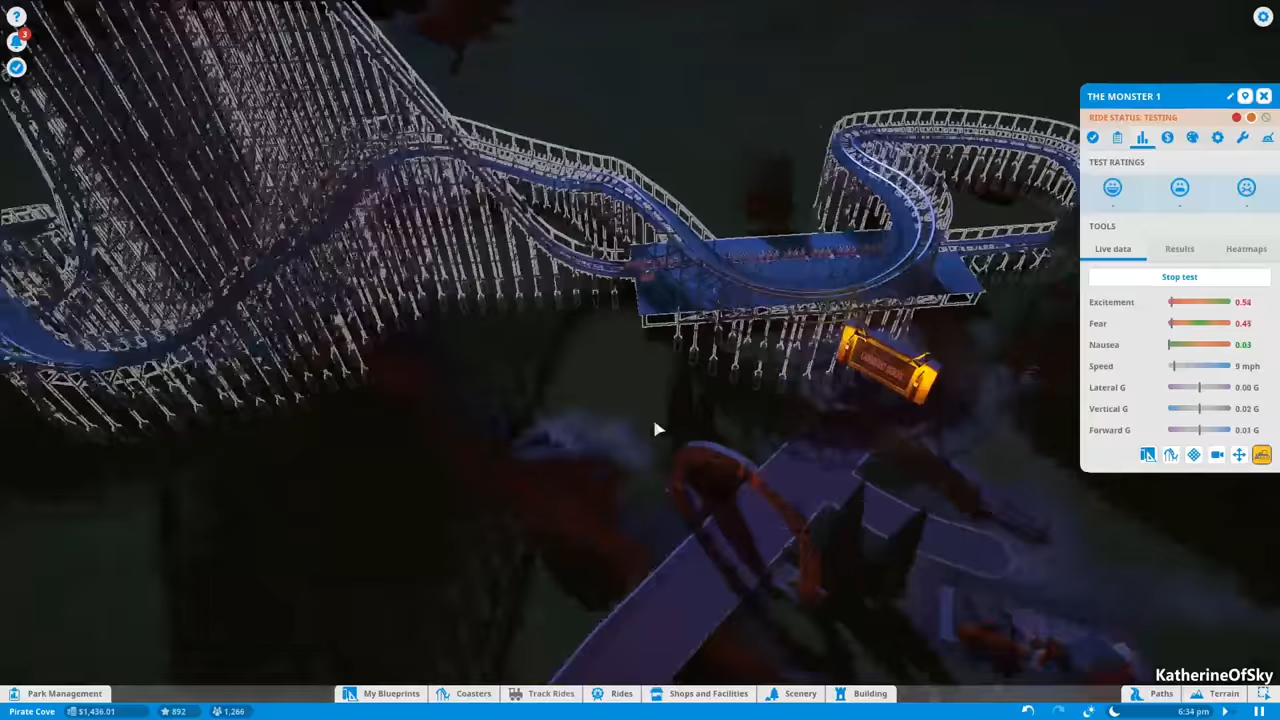 ?
3
THE MONSTER 1
RIDE STATUS: TESTING
TEST RATINGS
- - -
TOOLS
Live data Results Heatmaps
Stop test
Excitement 0.54
Fear 0.43
Nausea 0.03
Speed 9 mph
Lateral G 0.00 G
Vertical G 0.02 G
Forward G 0.01 G
KatherineOfSky
Park Management My Blueprints Coasters Track Rides Rides Shops and Facilities Scenery Building Paths Terrain
Pirate Cove $1,436.01 892 1,266 6:34 pm